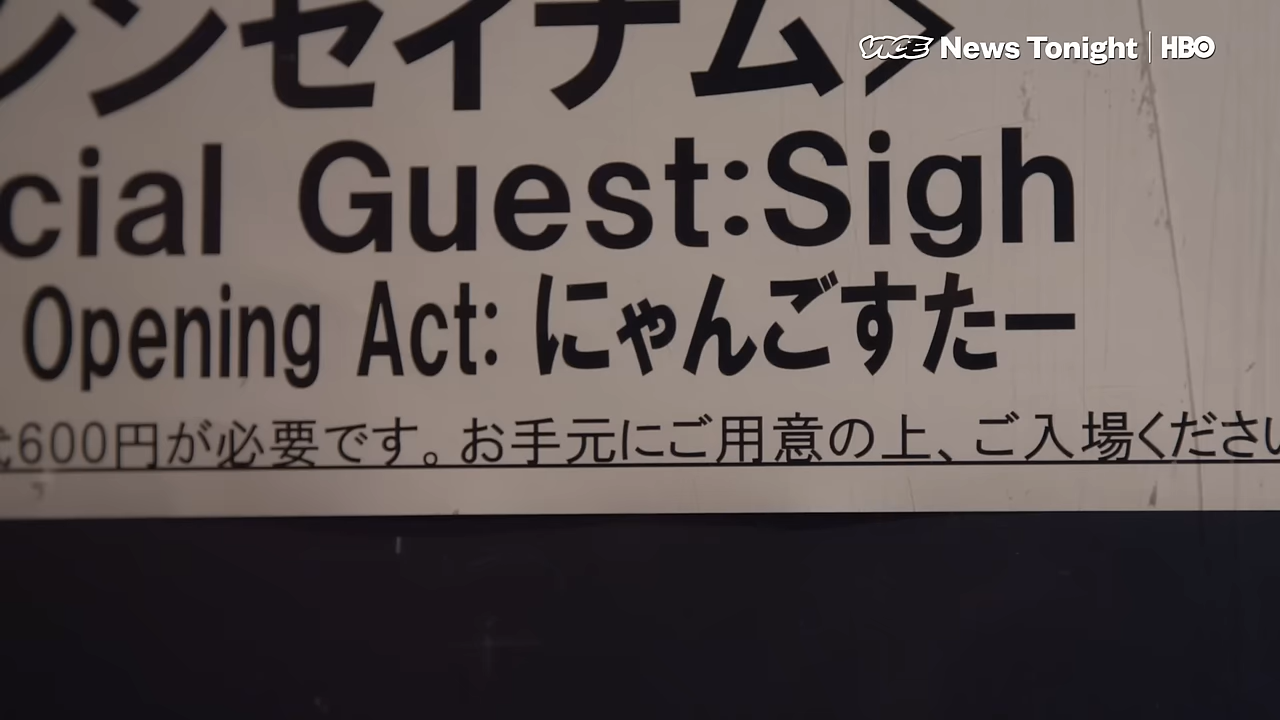 VICE News Tonight | HBO
ンセイナム>
cial Guest:Sigh
Opening Act: にゃんごすたー
600円が必要です。お手元にご用意の上、ご入場ください